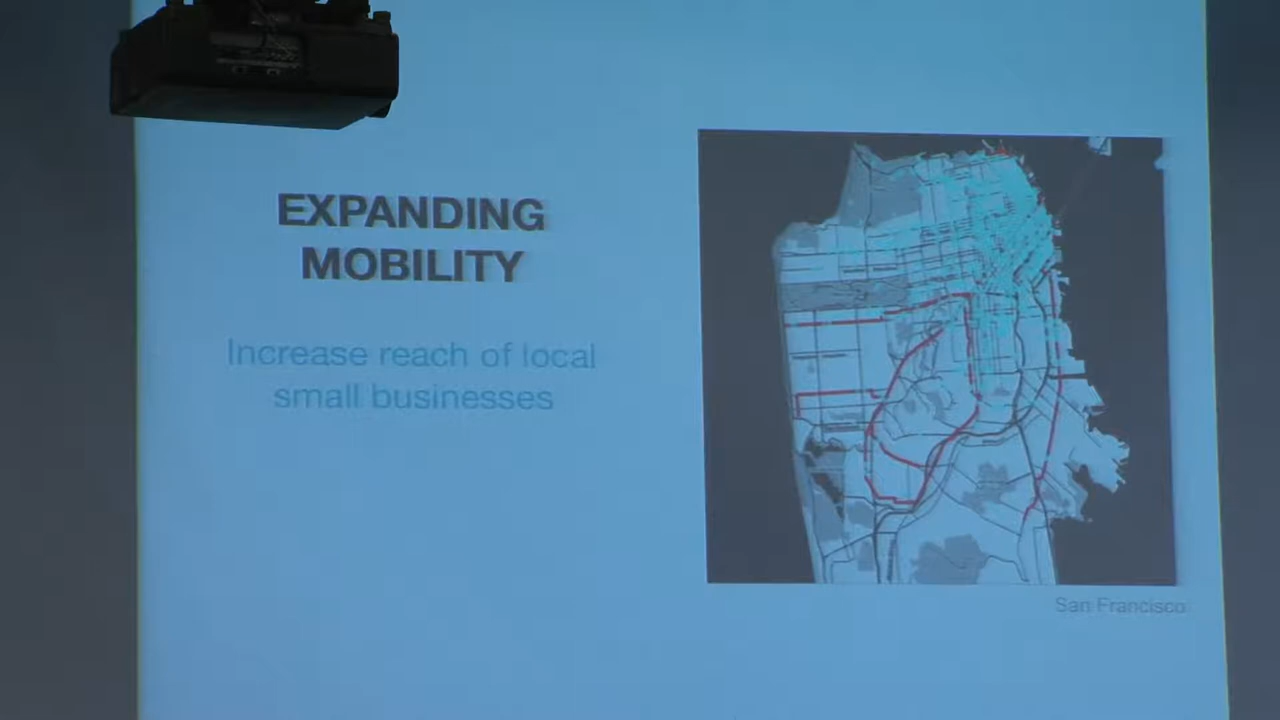 EXPANDING
MOBILITY
Increase reach of local
small businesses
San Francisco